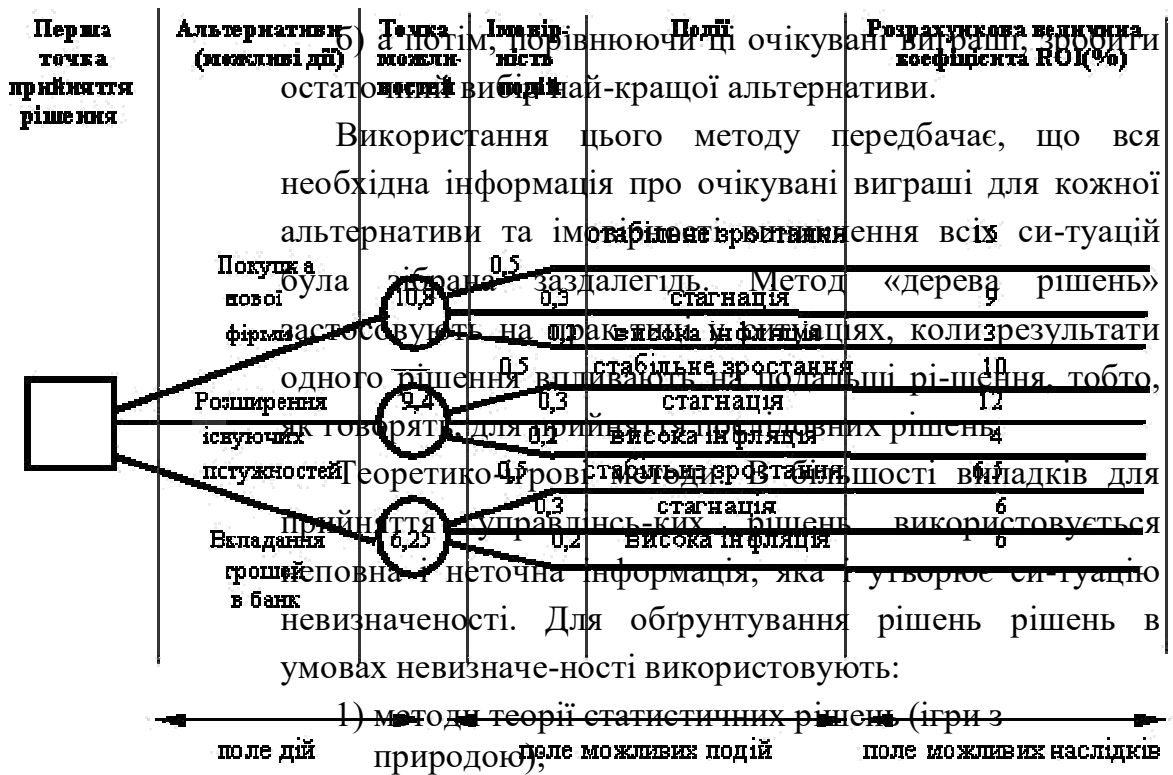 Перша
точка
прийняття
рішення
Альтернативи
(можливі дії)
Точка
можли-
востей
Імовір-
ність
подій
Події
Розрахункова величина
коефіцієнта ROI(%)
б) а потім, порівнюючи ці очікувані виграші, зробити
остаточний вибір най-кращої альтернативи.
Використання цього методу передбачає, що вся
необхідна інформація про очікувані виграші для кожної
альтернативи та імовірності виникнення всіх си-туацій
була зібрана заздалегідь. Метод «дерева рішень»
застосовують на прак-тиці у ситуаціях, коли результати
одного рішення впливають на подальші рі-шення, тобто,
як говорять, для прийняття послідовних рішень.
Теоретико-ігрові методи. В більшості випадків для
прийняття управлінсь-ких рішень використовується
неповна і неточна інформація, яка і утворює си-туацію
невизначеності. Для обґрунтування рішень рішень в
умовах невизначе-ності використовують:
1) методи теорії статистичних рішень (ігри з
природою);
Покупка
нової
фірми
10,8
0,5 стабільне зростання 15
0,3 стагнація 9
0,2 висока інфляція 3
Розширення
існуючих
потужностей
9,4
0,5 стабільне зростання 10
0,3 стагнація 12
0,2 висока інфляція 4
Вкладання
грошей
в банк
6,25
0,5 стабільне зростання 6,5
0,3 стагнація 6
0,2 висока інфляція 6
поле дій
поле можливих подій
поле можливих наслідків